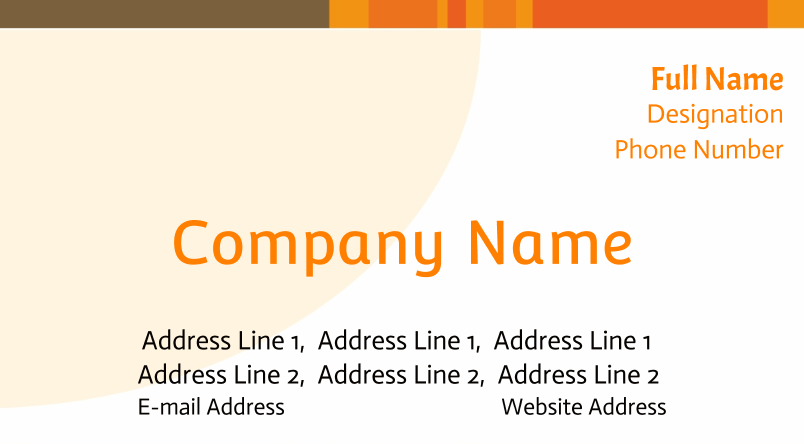 Full Name
Designation
Phone Number
Company Name
Address Line 1, Address Line 1, Address Line 1
Address Line 2, Address Line 2, Address Line 2
E-mail Address Website Address